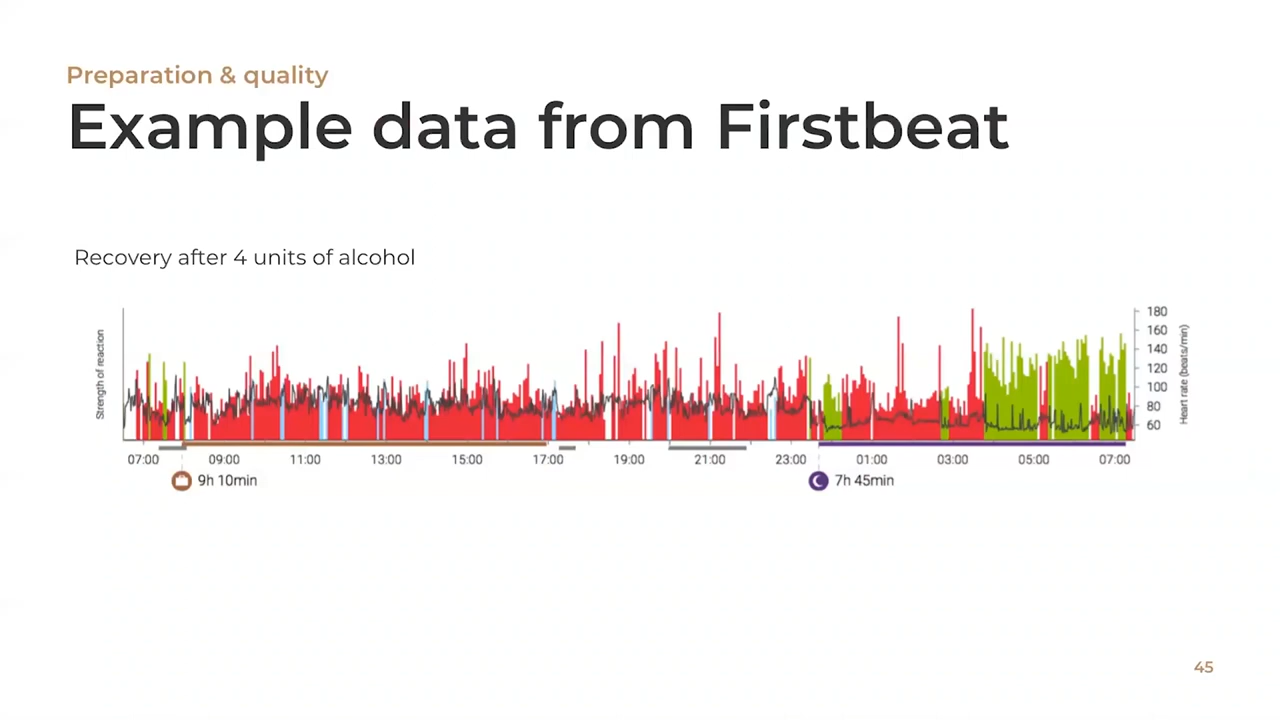 Preparation & quality
Example data from Firstbeat
Recovery after 4 units of alcohol
Strength of reaction
180
160
140
120
100
80
60
Heart rate (beats/min)
07:00 09:00 11:00 13:00 15:00 17:00 19:00 21:00 23:00 01:00 03:00 05:00 07:00
9h 10min 7h 45min
45